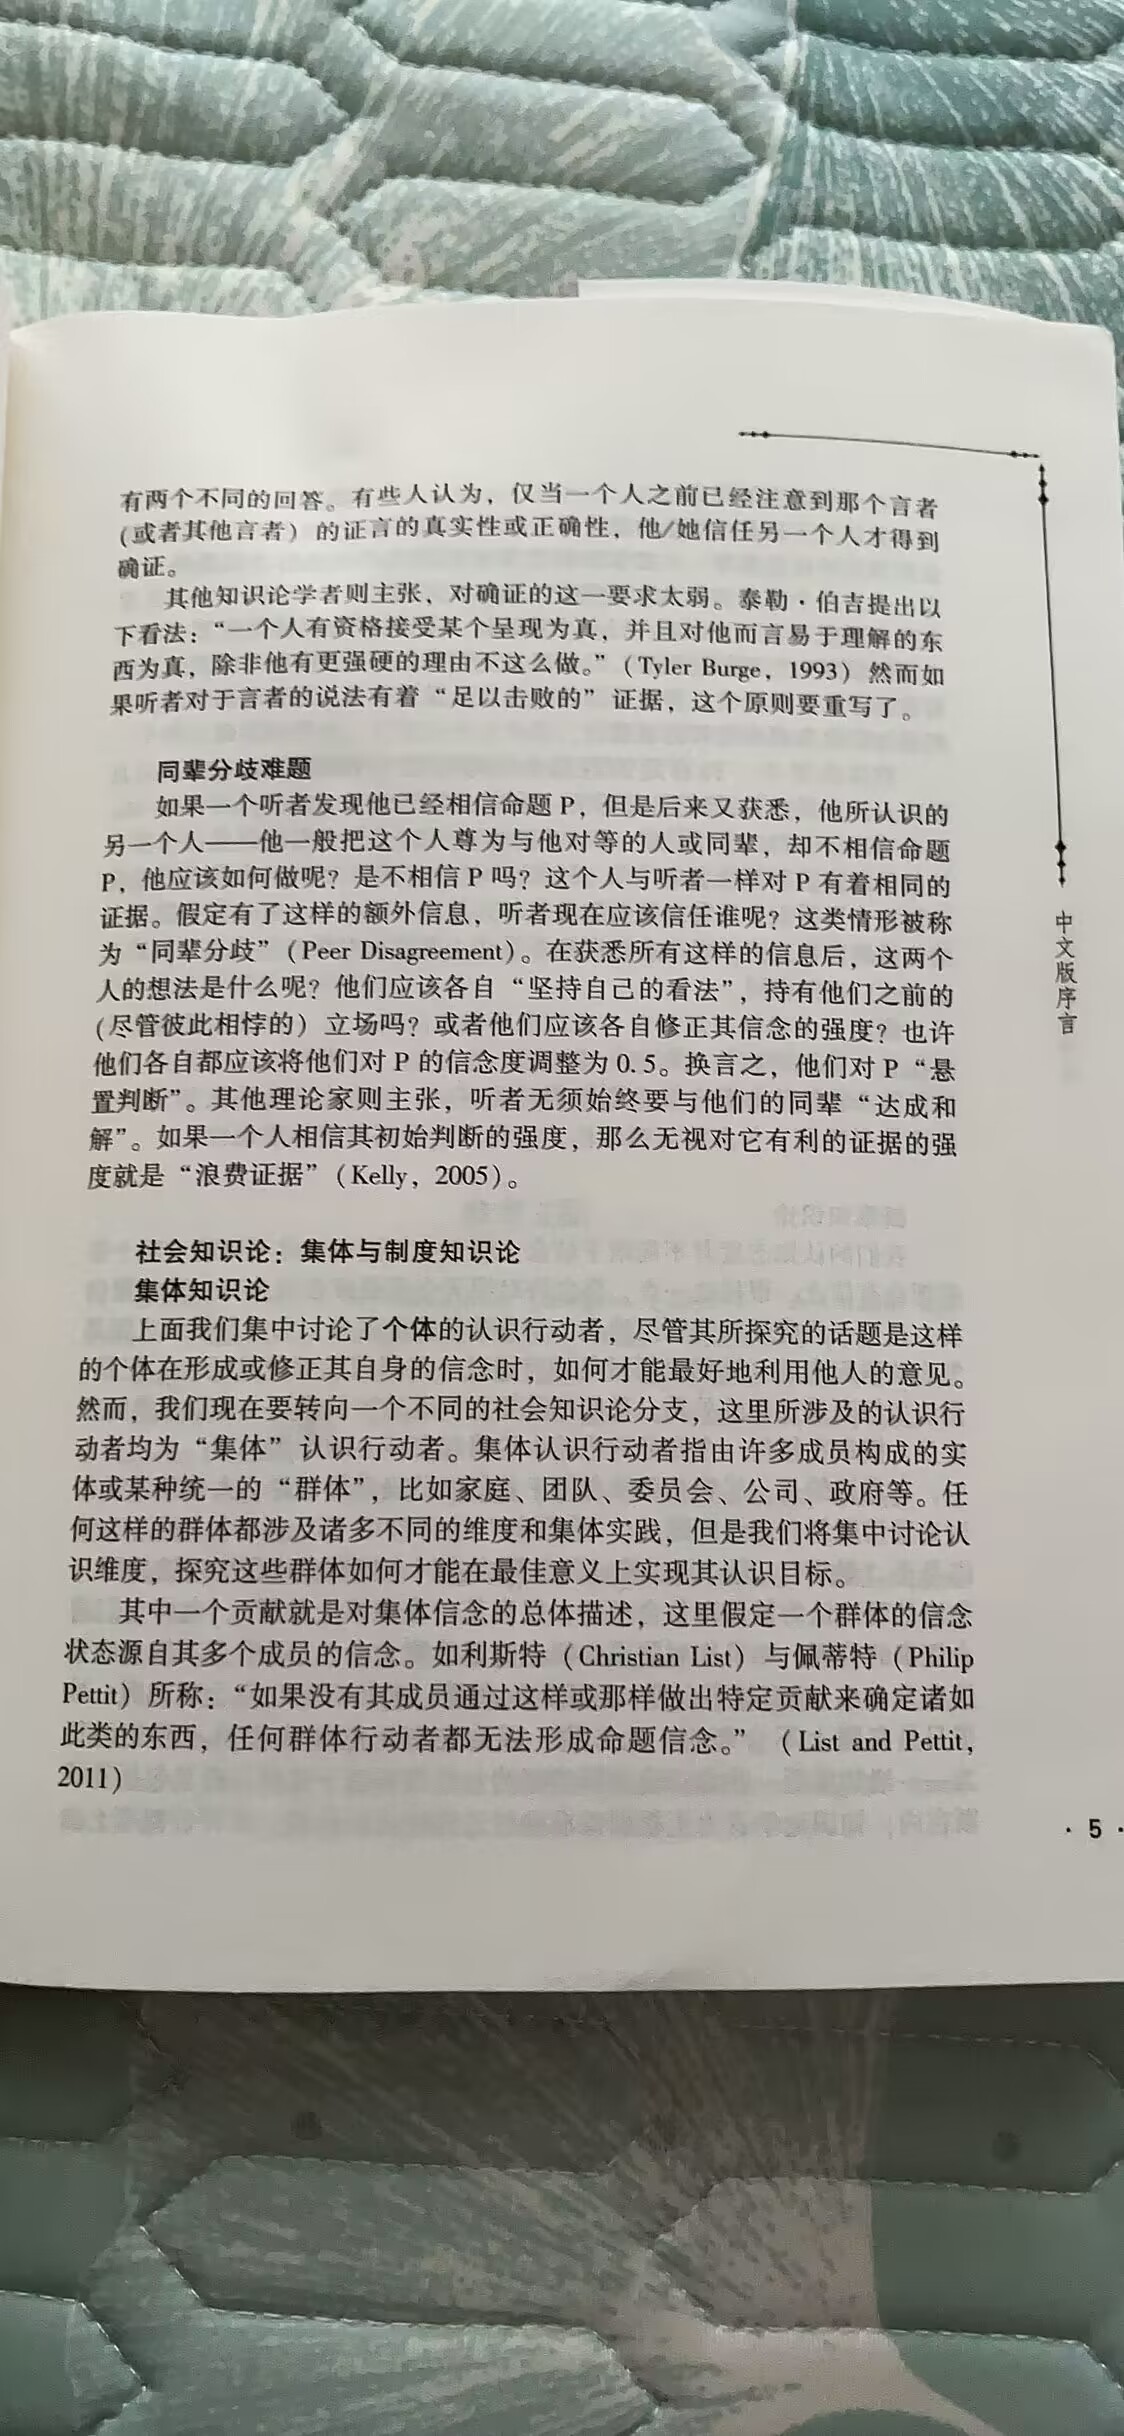 有两个不同的回答。有些人认为，仅当一个人之前已经注意到那个言者
(或者其他言者）的证言的真实性或正确性，他/她信任另一个人才得到
确证。
其他知识论学者则主张，对确证的这一要求太弱。泰勒·伯吉提出以
下看法：“一个人有资格接受某个呈现为真，并且对他而言易于理解的东
西为真，除非他有更强硬的理由不这么做。”（Tyler Burge，1993）然而如
果听者对于言者的说法有着“足以击败的”证据，这个原则要重写了。
同辈分歧难题
如果一个听者发现他已经相信命题 P，但是后来又获悉，他所认识的
另一个人——他一般把这个人尊为与他对等的人或同辈，却不相信命题
P，他应该如何做呢？是不相信 P 吗？这个人与听者一样对 P 有着相同的
证据。假定有了这样的额外信息，听者现在应该信任谁呢？这类情形被称
为“同辈分歧”（Peer Disagreement）。在获悉所有这样的信息后，这两个
人的想法是什么呢？他们应该各自“坚持自己的看法”，持有他们之前的
(尽管彼此相悖的）立场吗？或者他们应该各自修正其信念的强度？也许
他们各自都应该将他们对 P 的信念度调整为 0.5。换言之，他们对 P“悬
置判断”。其他理论家则主张，听者无须始终要与他们的同辈“达成和
解”。如果一个人相信其初始判断的强度，那么无视对它有利的证据的强
度就是“浪费证据”（Kelly，2005）。
社会知识论：集体与制度知识论
集体知识论
上面我们集中讨论了个体的认识行动者，尽管其所探究的话题是这样
的个体在形成或修正其自身的信念时，如何才能最好地利用他人的意见。
然而，我们现在要转向一个不同的社会知识论分支，这里所涉及的认识行
动者均为“集体”认识行动者。集体认识行动者指由许多成员构成的实
体或某种统一的“群体”，比如家庭、团队、委员会、公司、政府等。任
何这样的群体都涉及诸多不同的维度和集体实践，但是我们将集中讨论认
识维度，探究这些群体如何才能在最佳意义上实现其认识目标。
其中一个贡献就是对集体信念的总体描述，这里假定一个群体的信念
状态源自其多个成员的信念。如利斯特（Christian List）与佩蒂特（Philip
Pettit）所称：“如果没有其成员通过这样或那样做出特定贡献来确定诸如
此类的东西，任何群体行动者都无法形成命题信念。”（List and Pettit，
2011)
中文版序言
· 5 ·